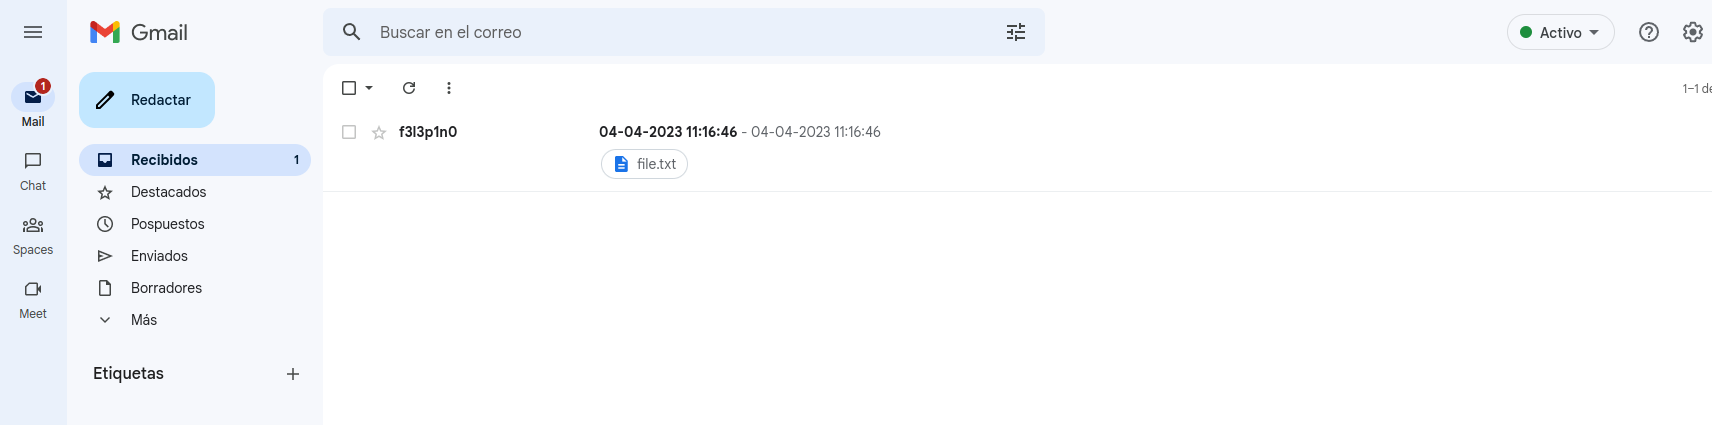 Gmail
Buscar en el correo
Activo
1
Mail
Redactar
1–1 de
f3l3p1n0
04-04-2023 11:16:46 - 04-04-2023 11:16:46
file.txt
Recibidos 1
Chat
Destacados
Pospuestos
Spaces
Enviados
Borradores
Meet
Más
Etiquetas